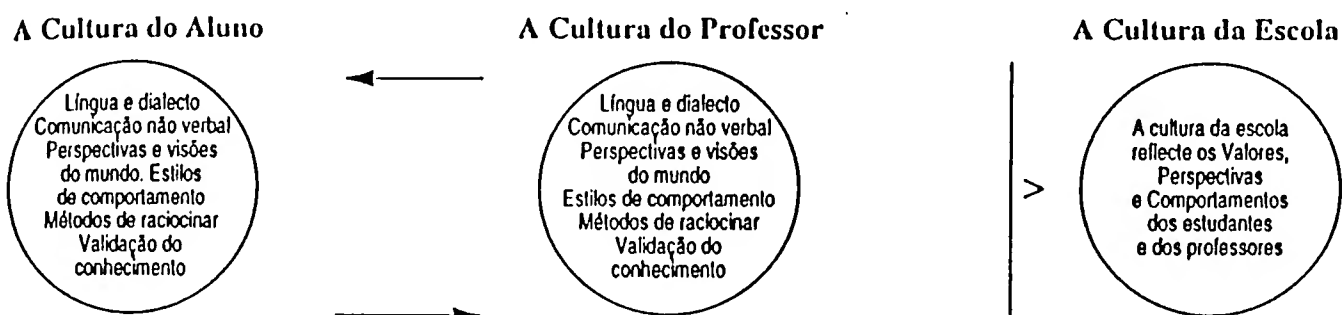 A Cultura do Aluno
Língua e dialecto
Comunicação não verbal
Perspectivas e visões
do mundo. Estilos
de comportamento
Métodos de raciocinar
Validação do
conhecimento
A Cultura do Professor
Língua e dialecto
Comunicação não verbal
Perspectivas e visões
do mundo
Estilos de comportamento
Métodos de raciocinar
Validação do
conhecimento
>
A Cultura da Escola
A cultura da escola
reflecte os Valores,
Perspectivas
e Comportamentos
dos estudantes
e dos professores